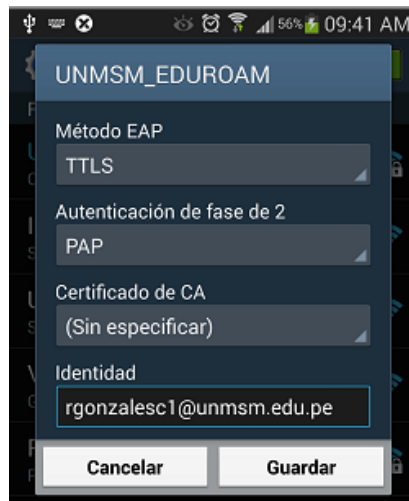 56% 09:41 AM
UNMSM_EDUROAM
Método EAP
TTLS
Autenticación de fase de 2
PAP
Certificado de CA
(Sin especificar)
Identidad
rgonzalesc1@unmsm.edu.pe
Cancelar Guardar